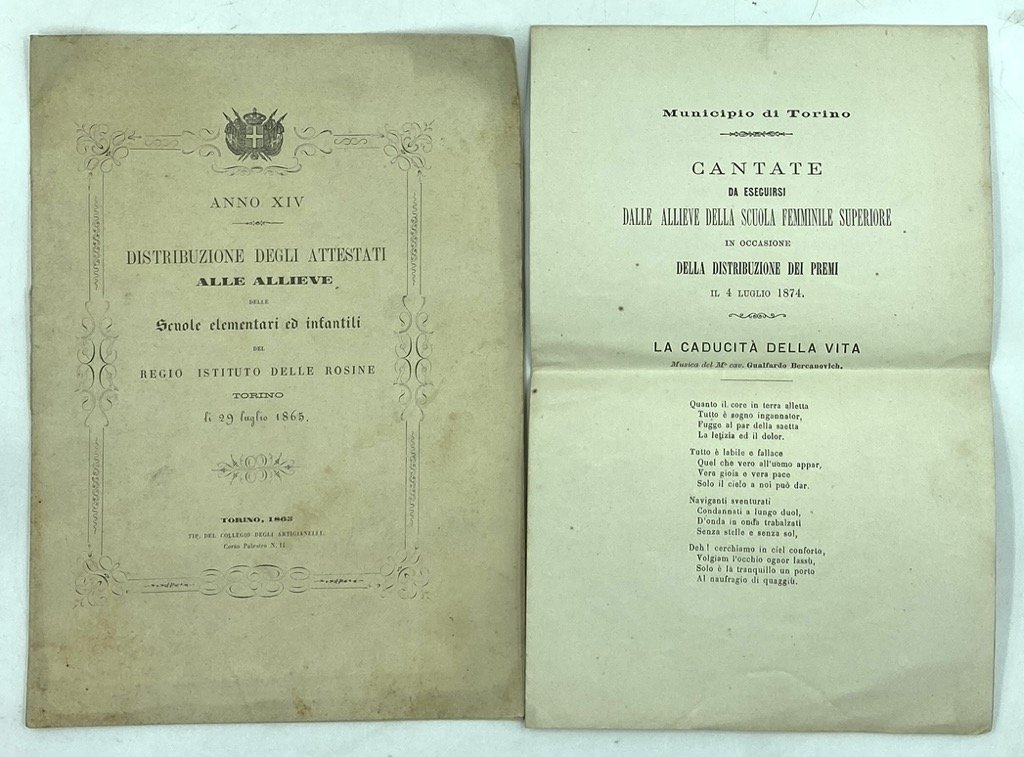 ANNO XIV
DISTRIBUZIONE DEGLI ATTESTATI
ALLE ALLIEVE
DELLE
Scuole elementari ed infantili
DEL
REGIO ISTITUTO DELLE ROSINE
TORINO
li 29 luglio 1865.
TORINO, 1865
TIP. DEL COLLEGIO DEGLI ARTIGIANELLI.
Corso Palestro N. 14
Municipio di Torino
CANTATE
DA ESEGUIRSI
DALLE ALLIEVE DELLA SCUOLA FEMMINILE SUPERIORE
IN OCCASIONE
DELLA DISTRIBUZIONE DEI PREMI
IL 4 LUGLIO 1874.
LA CADUCITÀ DELLA VITA
Musica del Mº cav. Gualfardo Bercanovich.
Quanto il core in terra alletta
Tutto è sogno ingannator,
Fugge al par della saetta
La letizia ed il dolor.
Tutto è labile e fallace
Quel che vero all'uomo appar,
Vera gioia e vera pace
Solo il cielo a noi può dar.
Naviganti sventurati
Condannati a lungo duol,
D'onda in onda trabalzati
Senza stelle e senza sol,
Deh! cerchiamo in ciel conforto,
Volgiam l'occhio ognor lassù,
Solo è là tranquillo un porto
Al naufragio di quaggiù.